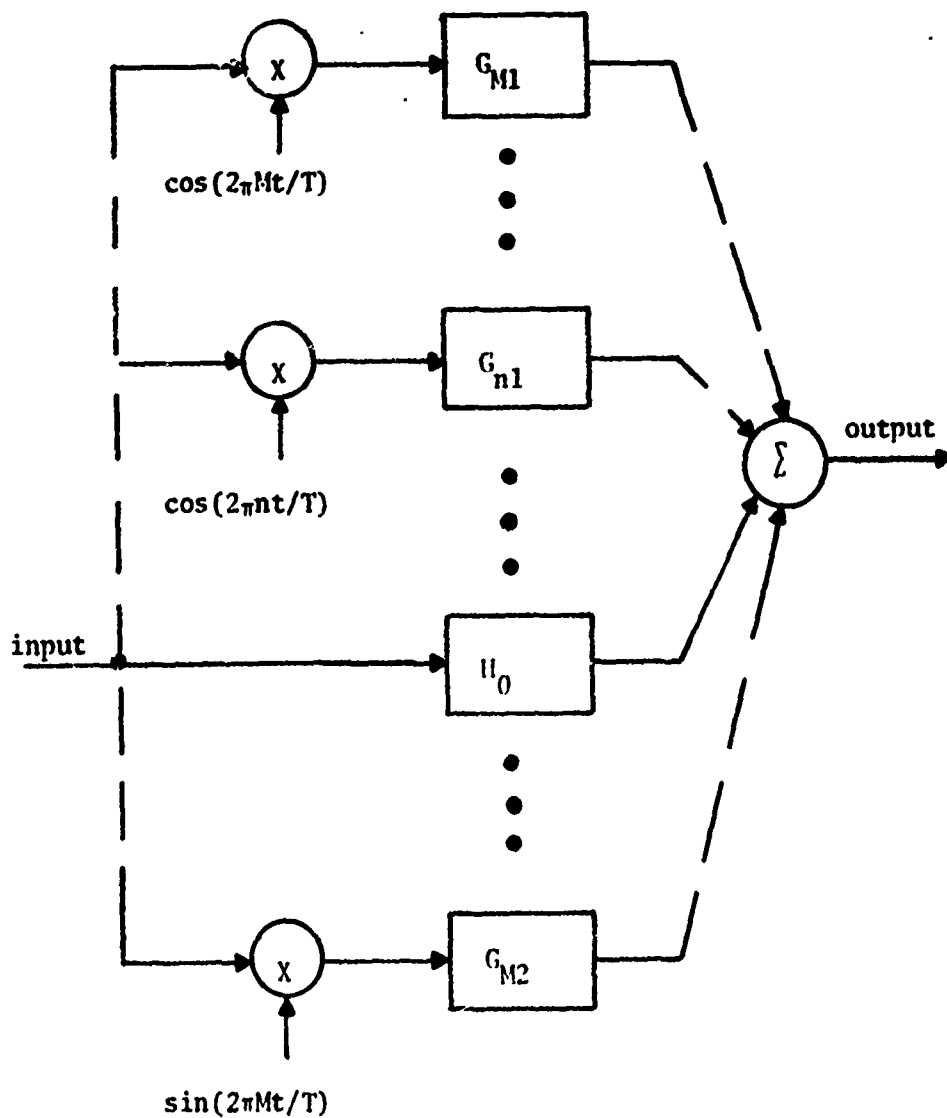 X
G_M1
cos(2πMt/T)
X
G_n1
output
Σ
cos(2πnt/T)
input
H_0
X
G_M2
sin(2πMt/T)